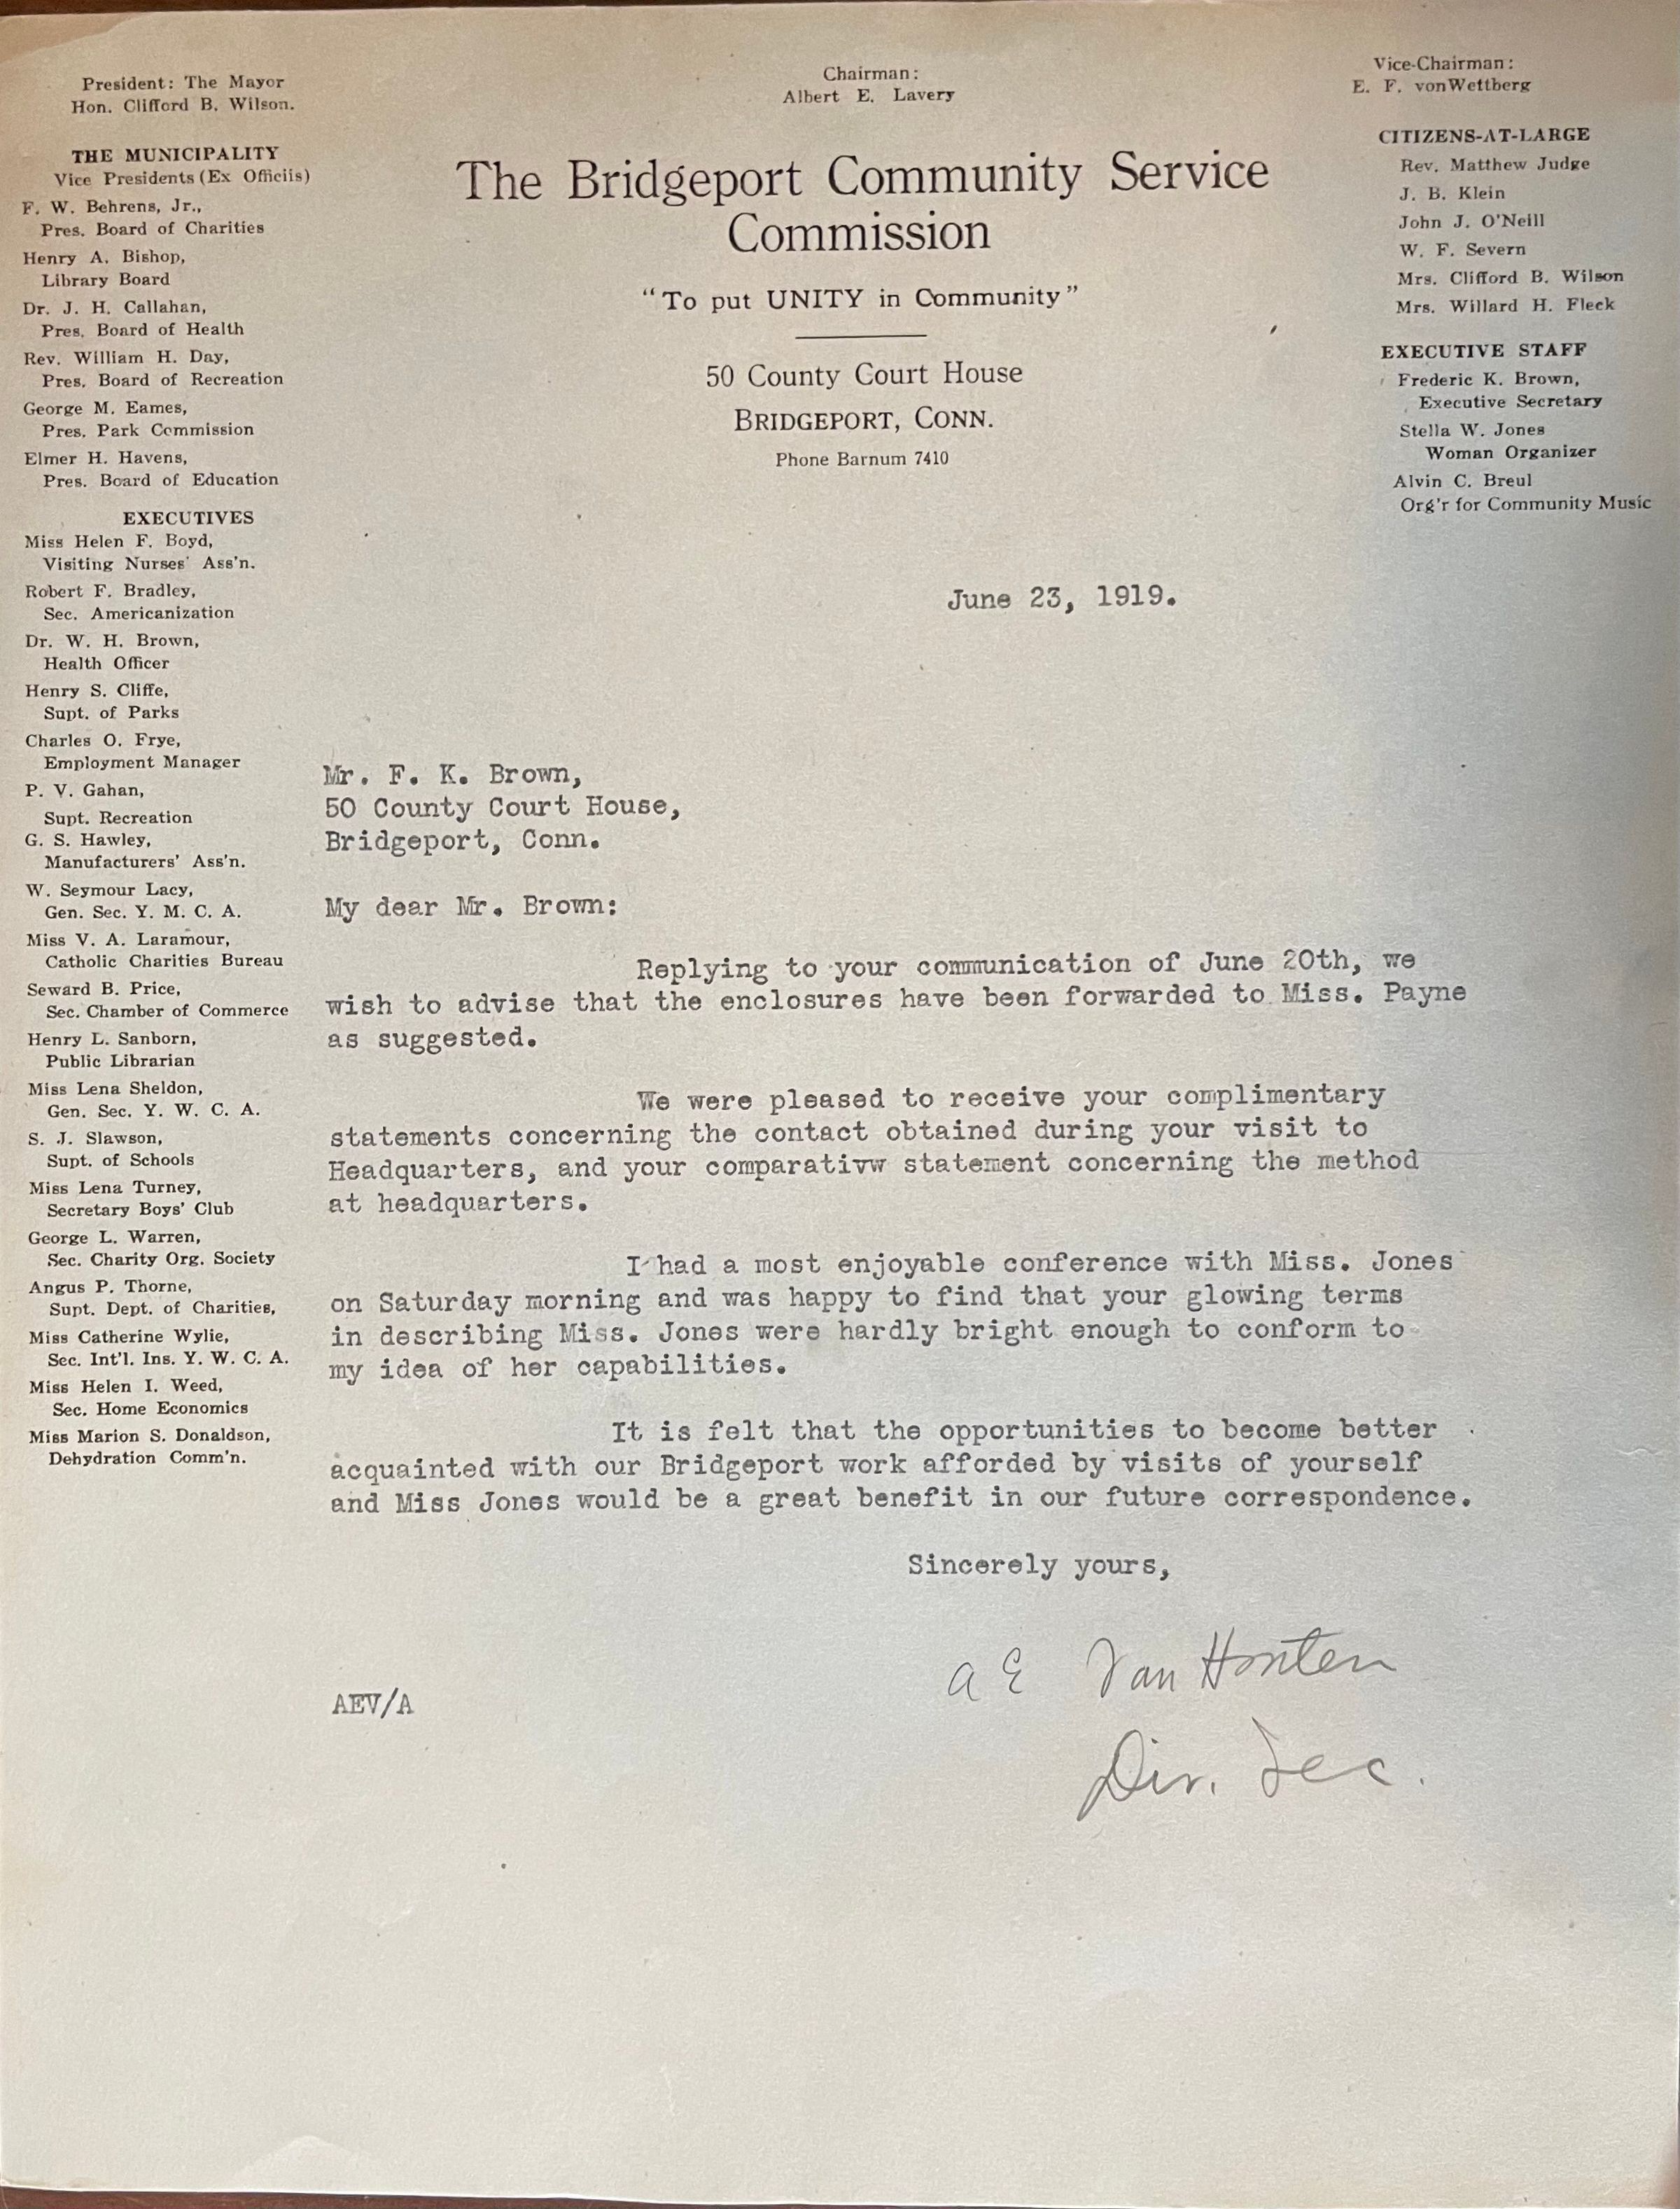 President: The Mayor
Hon. Clifford B. Wilson.
Chairman:
Albert E. Lavery
Vice-Chairman:
E. F. vonWettberg
THE MUNICIPALITY
Vice Presidents (Ex Officiis)
F. W. Behrens, Jr.,
Pres. Board of Charities
Henry A. Bishop,
Library Board
Dr. J. H. Callahan,
Pres. Board of Health
Rev. William H. Day,
Pres. Board of Recreation
George M. Eames,
Pres. Park Commission
Elmer H. Havens,
Pres. Board of Education
EXECUTIVES
Miss Helen F. Boyd,
Visiting Nurses' Ass'n.
Robert F. Bradley,
Sec. Americanization
Dr. W. H. Brown,
Health Officer
Henry S. Cliffe,
Supt. of Parks
Charles O. Frye,
Employment Manager
P. V. Gahan,
Supt. Recreation
G. S. Hawley,
Manufacturers' Ass'n.
W. Seymour Lacy,
Gen. Sec. Y. M. C. A.
Miss V. A. Laramour,
Catholic Charities Bureau
Seward B. Price,
Sec. Chamber of Commerce
Henry L. Sanborn,
Public Librarian
Miss Lena Sheldon,
Gen. Sec. Y. W. C. A.
S. J. Slawson,
Supt. of Schools
Miss Lena Turney,
Secretary Boys' Club
George L. Warren,
Sec. Charity Org. Society
Angus P. Thorne,
Supt. Dept. of Charities,
Miss Catherine Wylie,
Sec. Int'l. Ins. Y. W. C. A.
Miss Helen I. Weed,
Sec. Home Economics
Miss Marion S. Donaldson,
Dehydration Comm'n.
The Bridgeport Community Service
Commission
"To put UNITY in Community"
50 County Court House
BRIDGEPORT, CONN.
Phone Barnum 7410
CITIZENS-AT-LARGE
Rev. Matthew Judge
J. B. Klein
John J. O'Neill
W. F. Severn
Mrs. Clifford B. Wilson
Mrs. Willard H. Fleck
EXECUTIVE STAFF
Frederic K. Brown,
Executive Secretary
Stella W. Jones
Woman Organizer
Alvin C. Breul
Org'r for Community Music
June 23, 1919.
Mr. F. K. Brown,
50 County Court House,
Bridgeport, Conn.
My dear Mr. Brown:
Replying to your communication of June 20th, we
wish to advise that the enclosures have been forwarded to Miss. Payne
as suggested.
We were pleased to receive your complimentary
statements concerning the contact obtained during your visit to
Headquarters, and your comparativw statement concerning the method
at headquarters.
I had a most enjoyable conference with Miss. Jones
on Saturday morning and was happy to find that your glowing terms
in describing Miss. Jones were hardly bright enough to conform to
my idea of her capabilities.
It is felt that the opportunities to become better
acquainted with our Bridgeport work afforded by visits of yourself
and Miss Jones would be a great benefit in our future correspondence.
Sincerely yours,
A E Van Houten
Div. Sec.
AEV/A